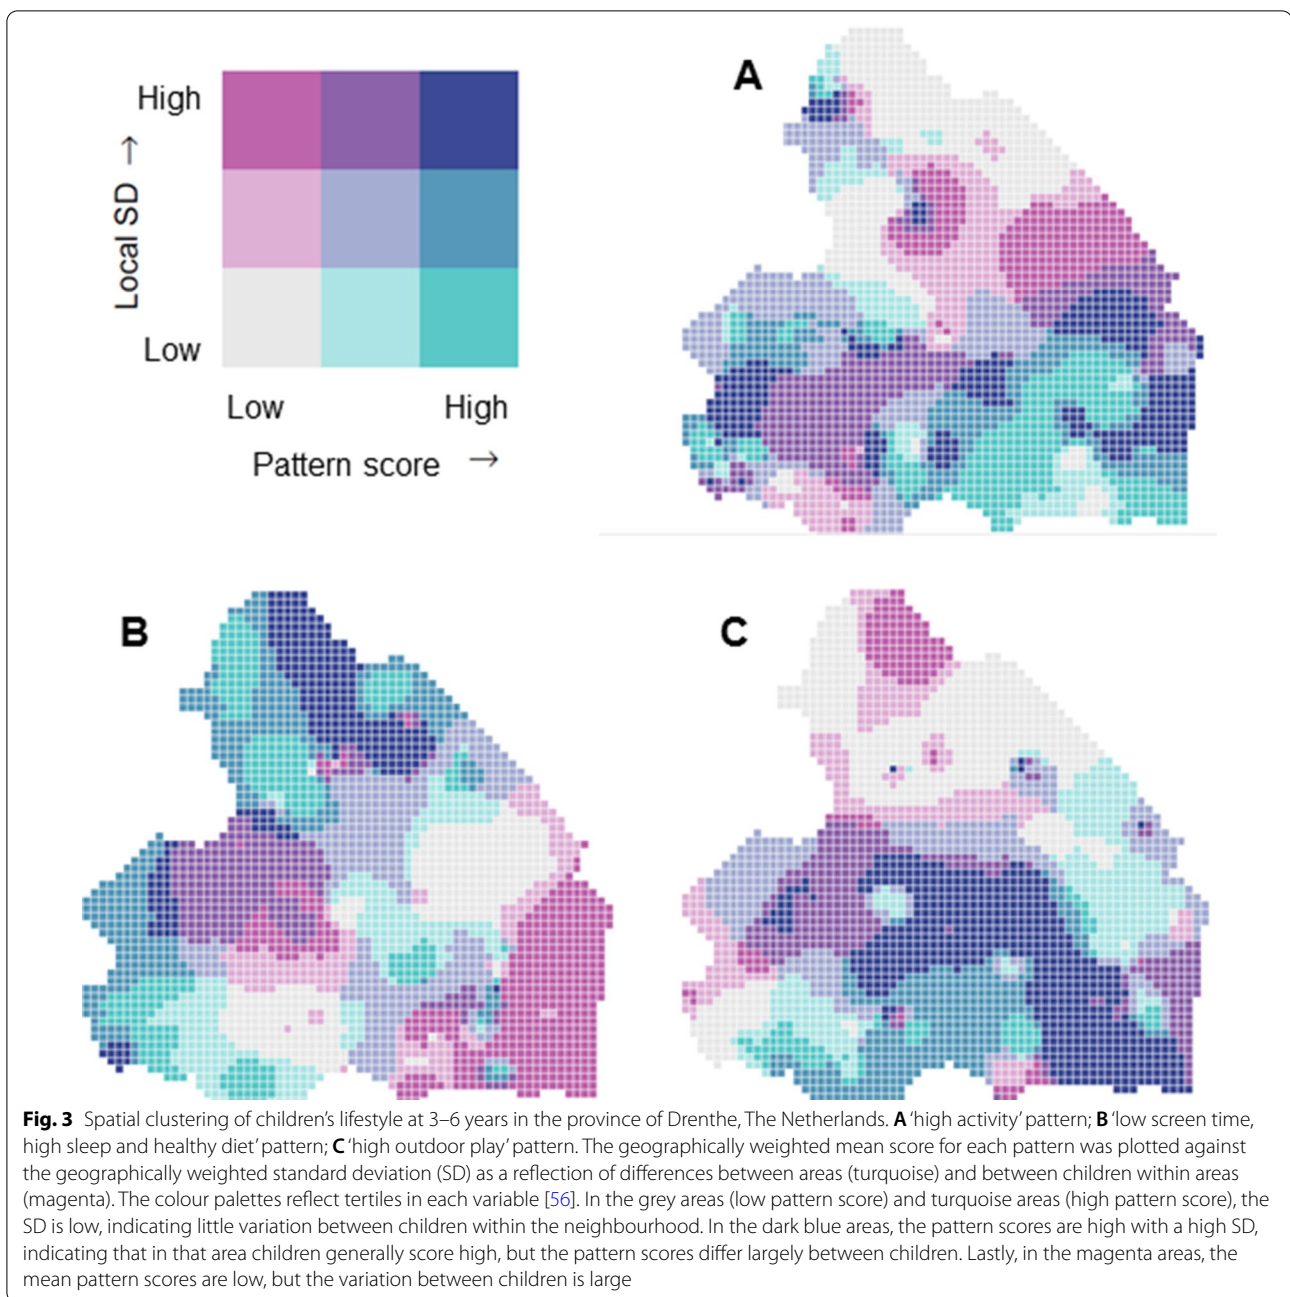 High
Local SD →
Low
Low
High
Pattern score →
A
B
C
Fig. 3 Spatial clustering of children’s lifestyle at 3–6 years in the province of Drenthe, The Netherlands. A ‘high activity’ pattern; B ‘low screen time,
high sleep and healthy diet’ pattern; C ‘high outdoor play’ pattern. The geographically weighted mean score for each pattern was plotted against
the geographically weighted standard deviation (SD) as a reflection of differences between areas (turquoise) and between children within areas
(magenta). The colour palettes reflect tertiles in each variable [56]. In the grey areas (low pattern score) and turquoise areas (high pattern score), the
SD is low, indicating little variation between children within the neighbourhood. In the dark blue areas, the pattern scores are high with a high SD,
indicating that in that area children generally score high, but the pattern scores differ largely between children. Lastly, in the magenta areas, the
mean pattern scores are low, but the variation between children is large